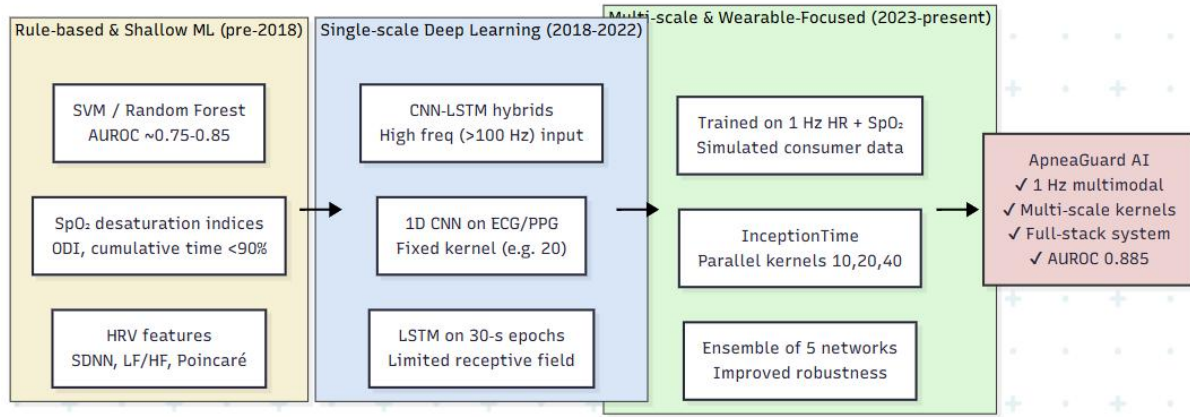 Rule-based & Shallow ML (pre-2018)
SVM / Random Forest
AUROC ~0.75-0.85
SpO₂ desaturation indices
ODI, cumulative time <90%
HRV features
SDNN, LF/HF, Poincaré
Single-scale Deep Learning (2018-2022)
CNN-LSTM hybrids
High freq (>100 Hz) input
1D CNN on ECG/PPG
Fixed kernel (e.g. 20)
LSTM on 30-s epochs
Limited receptive field
Multi-scale & Wearable-Focused (2023-present)
Trained on 1 Hz HR + SpO₂
Simulated consumer data
InceptionTime
Parallel kernels 10,20,40
Ensemble of 5 networks
Improved robustness
ApneaGuard AI
✓ 1 Hz multimodal
✓ Multi-scale kernels
✓ Full-stack system
✓ AUROC 0.885